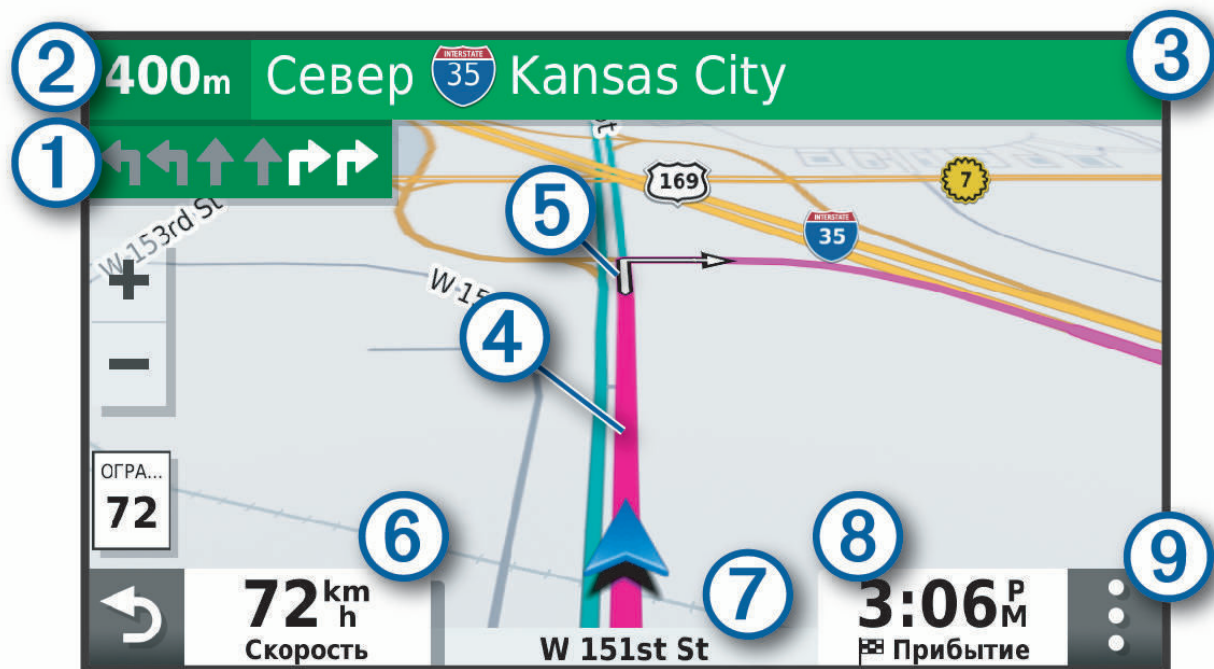 2
400m
Север
INTERSTATE
35
Kansas City
3
1
169
7
5
INTERSTATE
35
W 153rd St
4
ОГРА...
72
6
8
9
7
72 km h
Скорость
W 151st St
3:06 PM
Прибытие